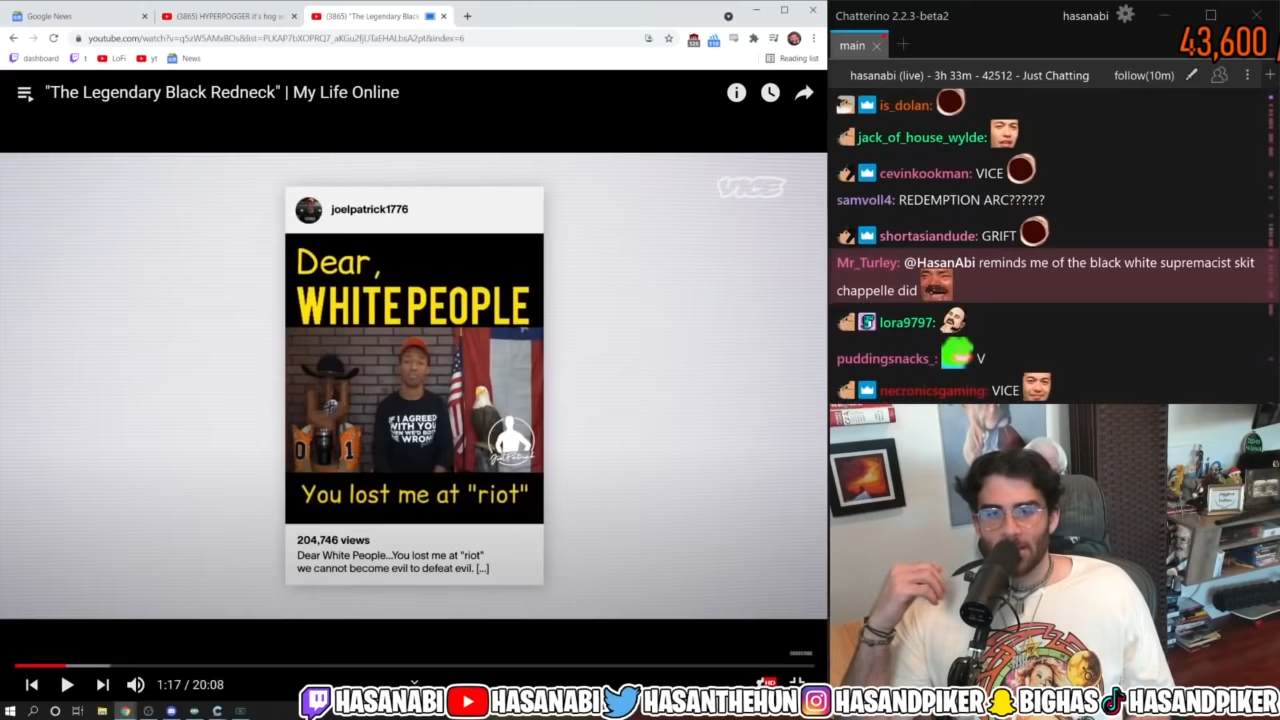 Google News
(3865) HYPERPOGGER it's hog w
(3865) "The Legendary Black
youtube.com/watch?v=q5zW5AMxBOs&list=PLKAP7bXOPRQ7_aKGu2fjUTaEHALbsA2pt&index=6
dashboard
t
LoFi
yt
News
Reading list
"The Legendary Black Redneck" | My Life Online
VICE
joelpatrick1776
Dear,
WHITE PEOPLE
IF I AGREED
WITH YOU
THEN WE'D BOTH
BE WRONG
0 1
You lost me at "riot"
204,746 views
Dear White People...You lost me at "riot"
we cannot become evil to defeat evil. [...]
SUBSCRIBE
1:17 / 20:08
HD
Chatterino 2.2.3-beta2
hasanabi
43,600
main
hasanabi (live) - 3h 33m - 42512 - Just Chatting
follow(10m)
is_dolan:
jack_of_house_wylde:
cevinkookman: VICE
samvoll4: REDEMPTION ARC??????
shortasiandude: GRIFT
Mr_Turley: @HasanAbi reminds me of the black white supremacist skit
chappelle did
lora9797:
puddingsnacks_: V
necronicsgaming: VICE
HASANABI HASANABI HASANTHEHUN HASANDPIKER BIGHAS HASANDPIKER